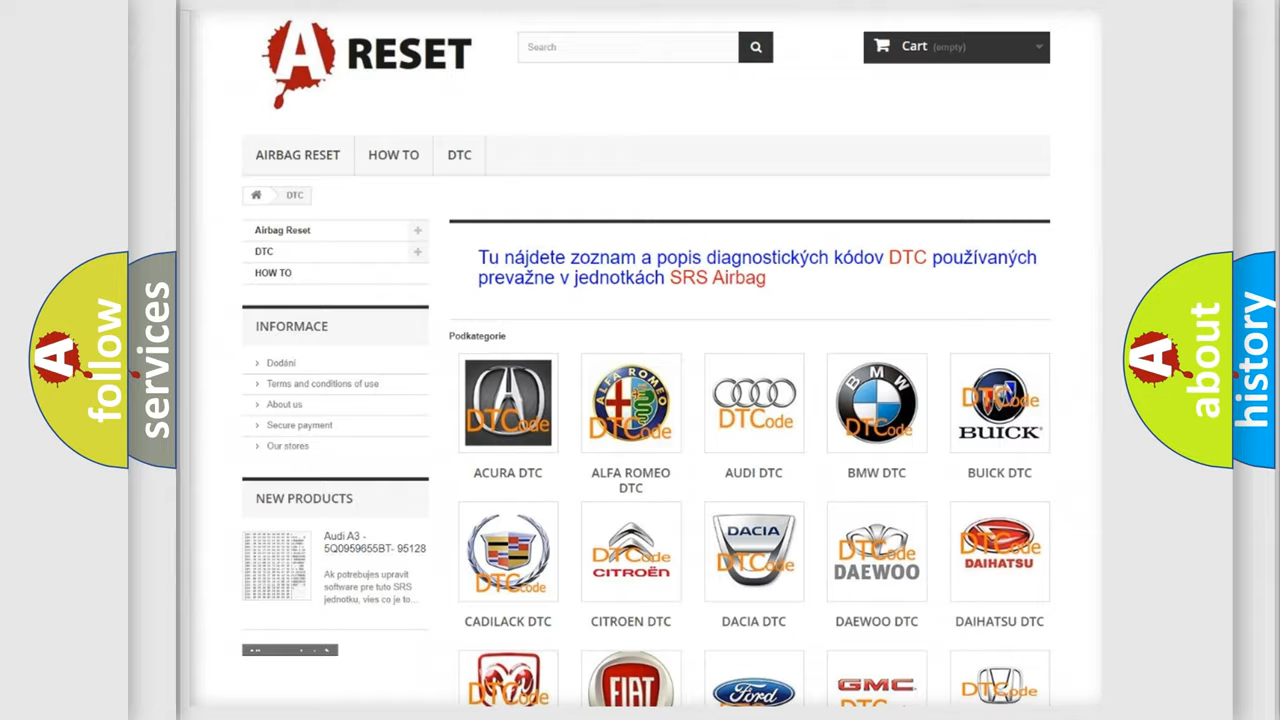 A RESET
Search
Cart (empty)
AIRBAG RESET
HOW TO
DTC
DTC
Airbag Reset
DTC
HOW TO
Tu nájdete zoznam a popis diagnostických kódov DTC používaných
prevažne v jednotkách SRS Airbag
INFORMACE
Dodání
Terms and conditions of use
About us
Secure payment
Our stores
Podkategorie
DTCode
ALFA ROMEO
DTCode
DTCode
BMW
DTCode
DTCode
BUICK
ACURA DTC
ALFA ROMEO
DTC
AUDI DTC
BMW DTC
BUICK DTC
NEW PRODUCTS
Audi A3 -
5Q0959655BT- 95128
Ak potrebujes upravit
software pre tuto SRS
jednotku, vies co je to...
DTCode
DTCode
CITROËN
DACIA
DTCode
DTCode
DAEWOO
DTCode
DAIHATSU
CADILACK DTC
CITROEN DTC
DACIA DTC
DAEWOO DTC
DAIHATSU DTC
DTCode
FIAT
Ford
GMC
DTCode
A follow
services
A about
history